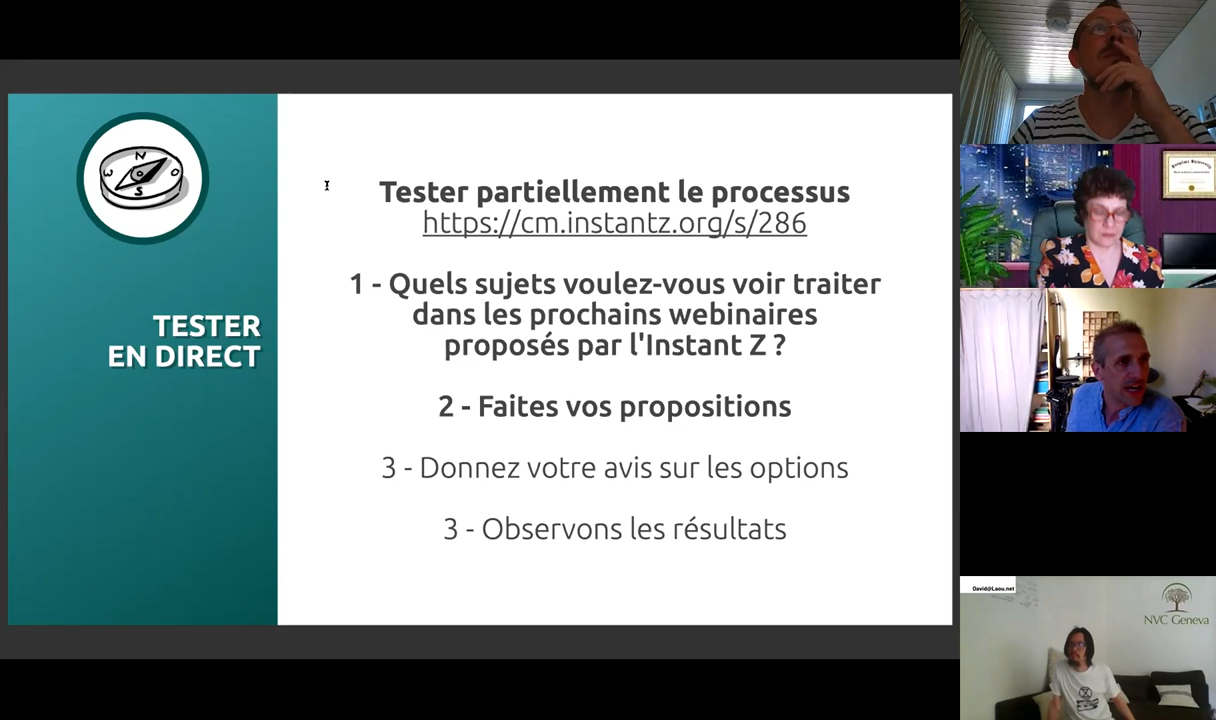 N
O
S
TESTER
EN DIRECT
Tester partiellement le processus
https://cm.instantz.org/s/286
1 - Quels sujets voulez-vous voir traiter
dans les prochains webinaires
proposés par l'Instant Z ?
2 - Faites vos propositions
3 - Donnez votre avis sur les options
3 - Observons les résultats
David@Laou.net
NVC Geneva